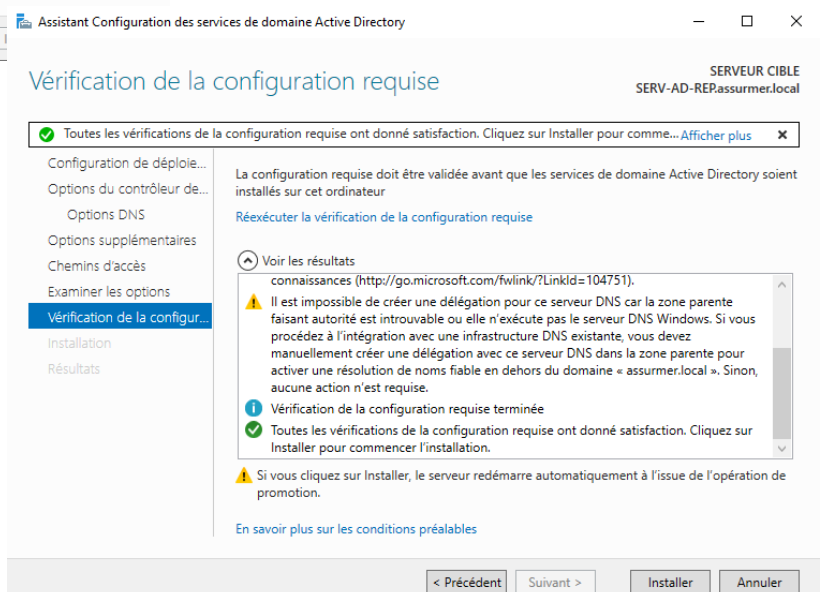 Assistant Configuration des services de domaine Active Directory
Vérification de la configuration requise
SERVEUR CIBLE
SERV-AD-REP.assurmer.local
Toutes les vérifications de la configuration requise ont donné satisfaction. Cliquez sur Installer pour comme... Afficher plus
Configuration de déploie...
Options du contrôleur de...
Options DNS
Options supplémentaires
Chemins d'accès
Examiner les options
Vérification de la configur...
Installation
Résultats
La configuration requise doit être validée avant que les services de domaine Active Directory soient
installés sur cet ordinateur
Réexécuter la vérification de la configuration requise
Voir les résultats
connaissances (http://go.microsoft.com/fwlink/?LinkId=104751).
Il est impossible de créer une délégation pour ce serveur DNS car la zone parente
faisant autorité est introuvable ou elle n'exécute pas le serveur DNS Windows. Si vous
procédez à l'intégration avec une infrastructure DNS existante, vous devez
manuellement créer une délégation avec ce serveur DNS dans la zone parente pour
activer une résolution de noms fiable en dehors du domaine « assurmer.local ». Sinon,
aucune action n'est requise.
Vérification de la configuration requise terminée
Toutes les vérifications de la configuration requise ont donné satisfaction. Cliquez sur
Installer pour commencer l'installation.
Si vous cliquez sur Installer, le serveur redémarre automatiquement à l'issue de l'opération de
promotion.
En savoir plus sur les conditions préalables
< Précédent
Suivant >
Installer
Annuler